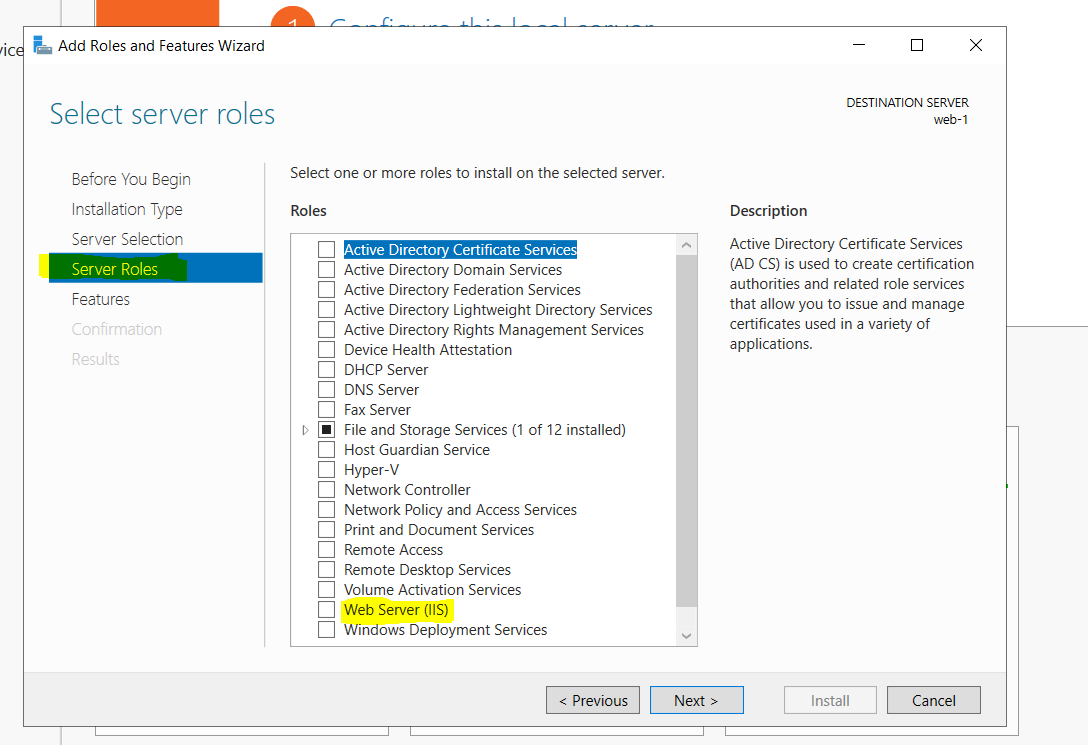 1 Configure this local server
vice
Add Roles and Features Wizard
Select server roles
DESTINATION SERVER
web-1
Before You Begin
Installation Type
Server Selection
Server Roles
Features
Confirmation
Results
Select one or more roles to install on the selected server.
Roles
Active Directory Certificate Services
Active Directory Domain Services
Active Directory Federation Services
Active Directory Lightweight Directory Services
Active Directory Rights Management Services
Device Health Attestation
DHCP Server
DNS Server
Fax Server
File and Storage Services (1 of 12 installed)
Host Guardian Service
Hyper-V
Network Controller
Network Policy and Access Services
Print and Document Services
Remote Access
Remote Desktop Services
Volume Activation Services
Web Server (IIS)
Windows Deployment Services
Description
Active Directory Certificate Services
(AD CS) is used to create certification
authorities and related role services
that allow you to issue and manage
certificates used in a variety of
applications.
< Previous
Next >
Install
Cancel